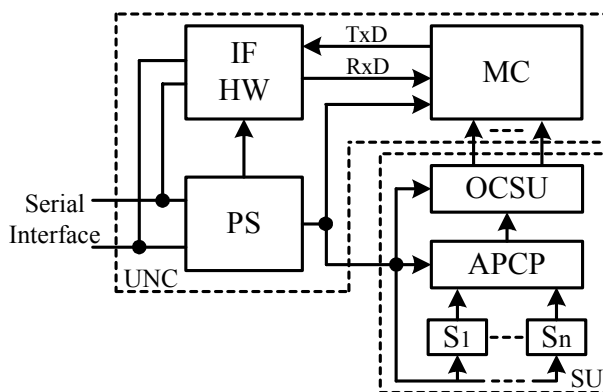 IF
HW
TxD
RxD
MC
Serial
Interface
PS
UNC
OCSU
APCP
S1
Sn
SU